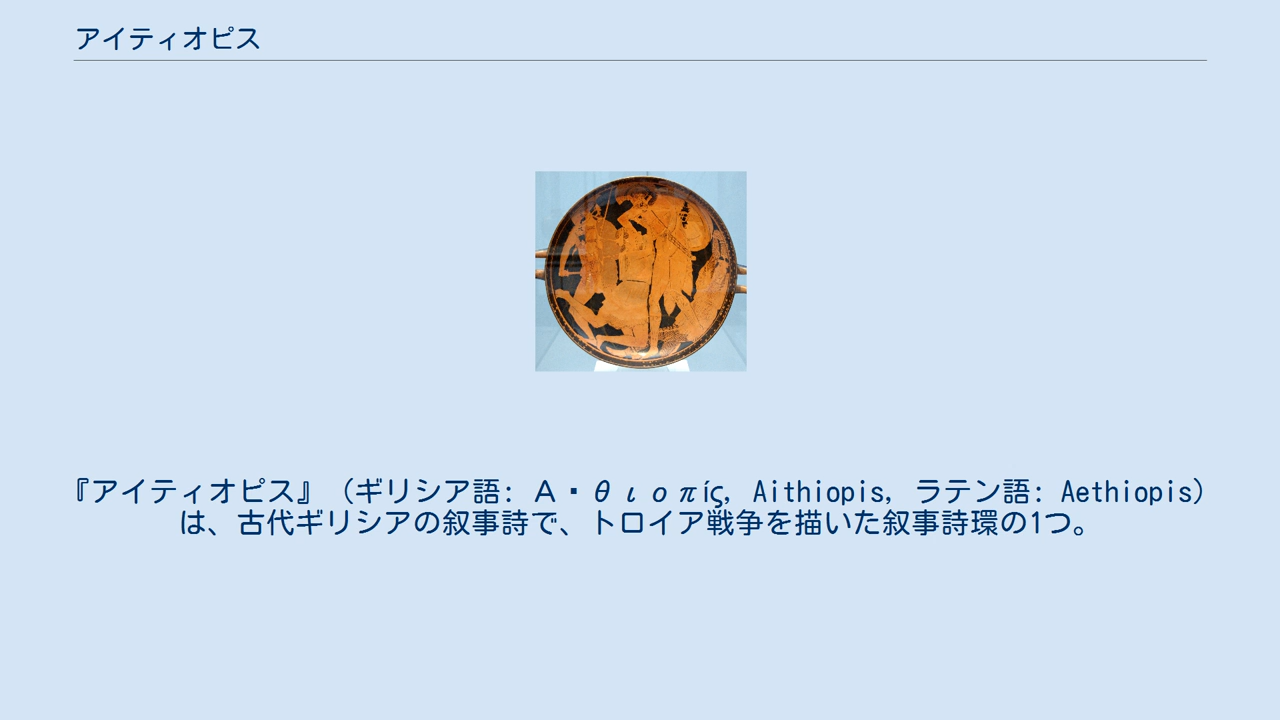 アイティオピス
『アイティオピス』（ギリシア語: Α▪θιοπίς, Aithiopis, ラテン語: Aethiopis）
は、古代ギリシアの叙事詩で、トロイア戦争を描いた叙事詩環の1つ。